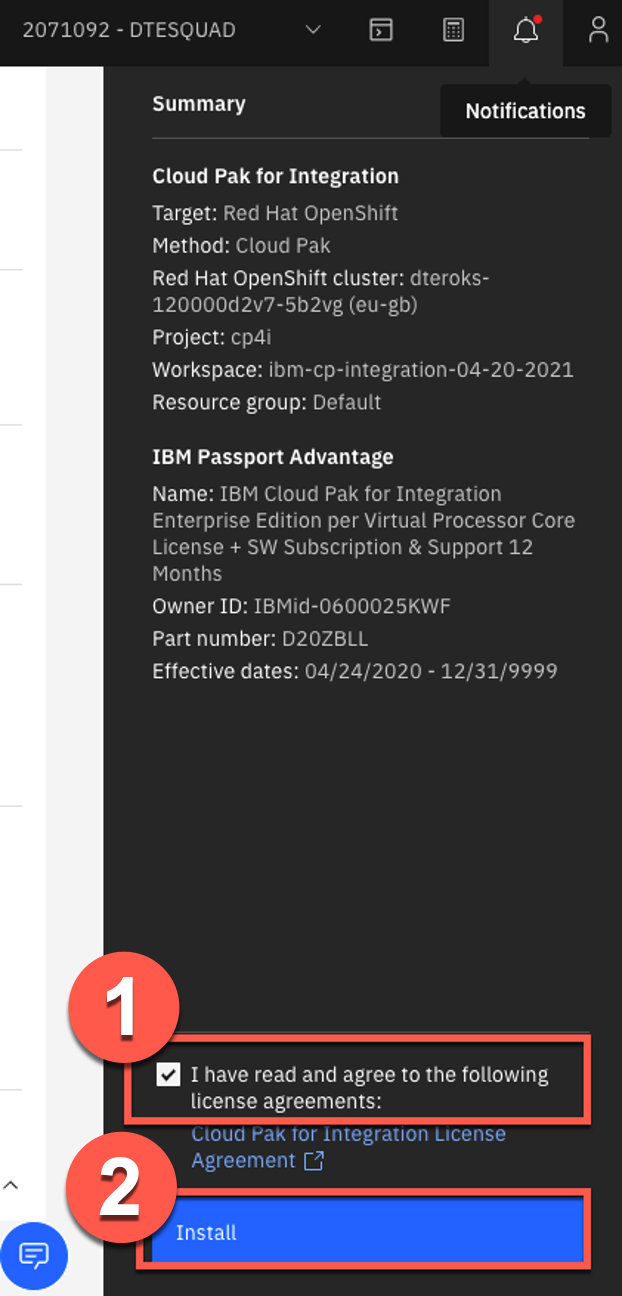 2071092 - DTESQUAD
Notifications
Summary
Cloud Pak for Integration
Target: Red Hat OpenShift
Method: Cloud Pak
Red Hat OpenShift cluster: dteroks-
120000d2v7-5b2vg (eu-gb)
Project: cp4i
Workspace: ibm-cp-integration-04-20-2021
Resource group: Default
IBM Passport Advantage
Name: IBM Cloud Pak for Integration
Enterprise Edition per Virtual Processor Core
License + SW Subscription & Support 12
Months
Owner ID: IBMid-0600025KWF
Part number: D20ZBLL
Effective dates: 04/24/2020 - 12/31/9999
1
I have read and agree to the following
license agreements:
Cloud Pak for Integration License
Agreement
2
Install